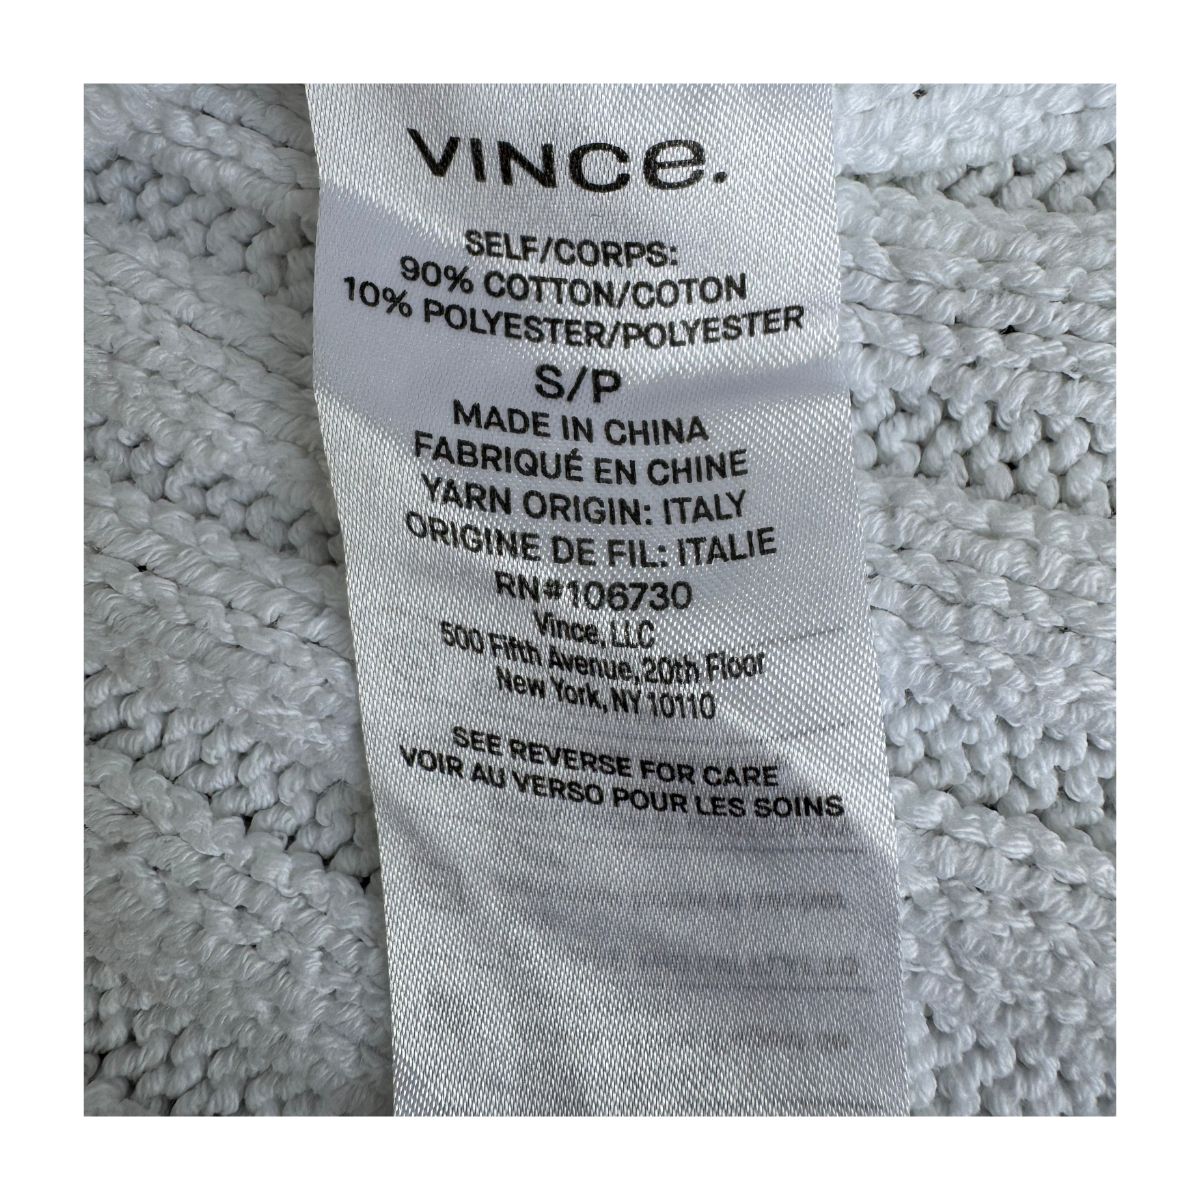 VINCe.
SELF/CORPS:
90% COTTON/COTON
10% POLYESTER/POLYESTER
S/P
MADE IN CHINA
FABRIQUÉ EN CHINE
YARN ORIGIN: ITALY
ORIGINE DE FIL: ITALIE
RN#106730
Vince, LLC
500 Fifth Avenue, 20th Floor
New York, NY 10110
SEE REVERSE FOR CARE
VOIR AU VERSO POUR LES SOINS